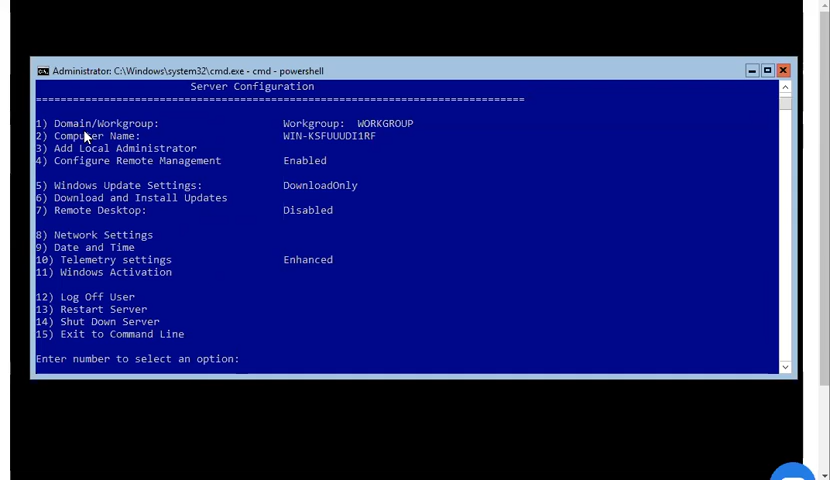 Administrator: C:\Windows\system32\cmd.exe - cmd - powershell
Server Configuration
===============================================================================
1) Domain/Workgroup: Workgroup: WORKGROUP
2) Computer Name: WIN-KSFUUUDI1RF
3) Add Local Administrator
4) Configure Remote Management Enabled
5) Windows Update Settings: DownloadOnly
6) Download and Install Updates
7) Remote Desktop: Disabled
8) Network Settings
9) Date and Time
10) Telemetry settings Enhanced
11) Windows Activation
12) Log Off User
13) Restart Server
14) Shut Down Server
15) Exit to Command Line
Enter number to select an option: